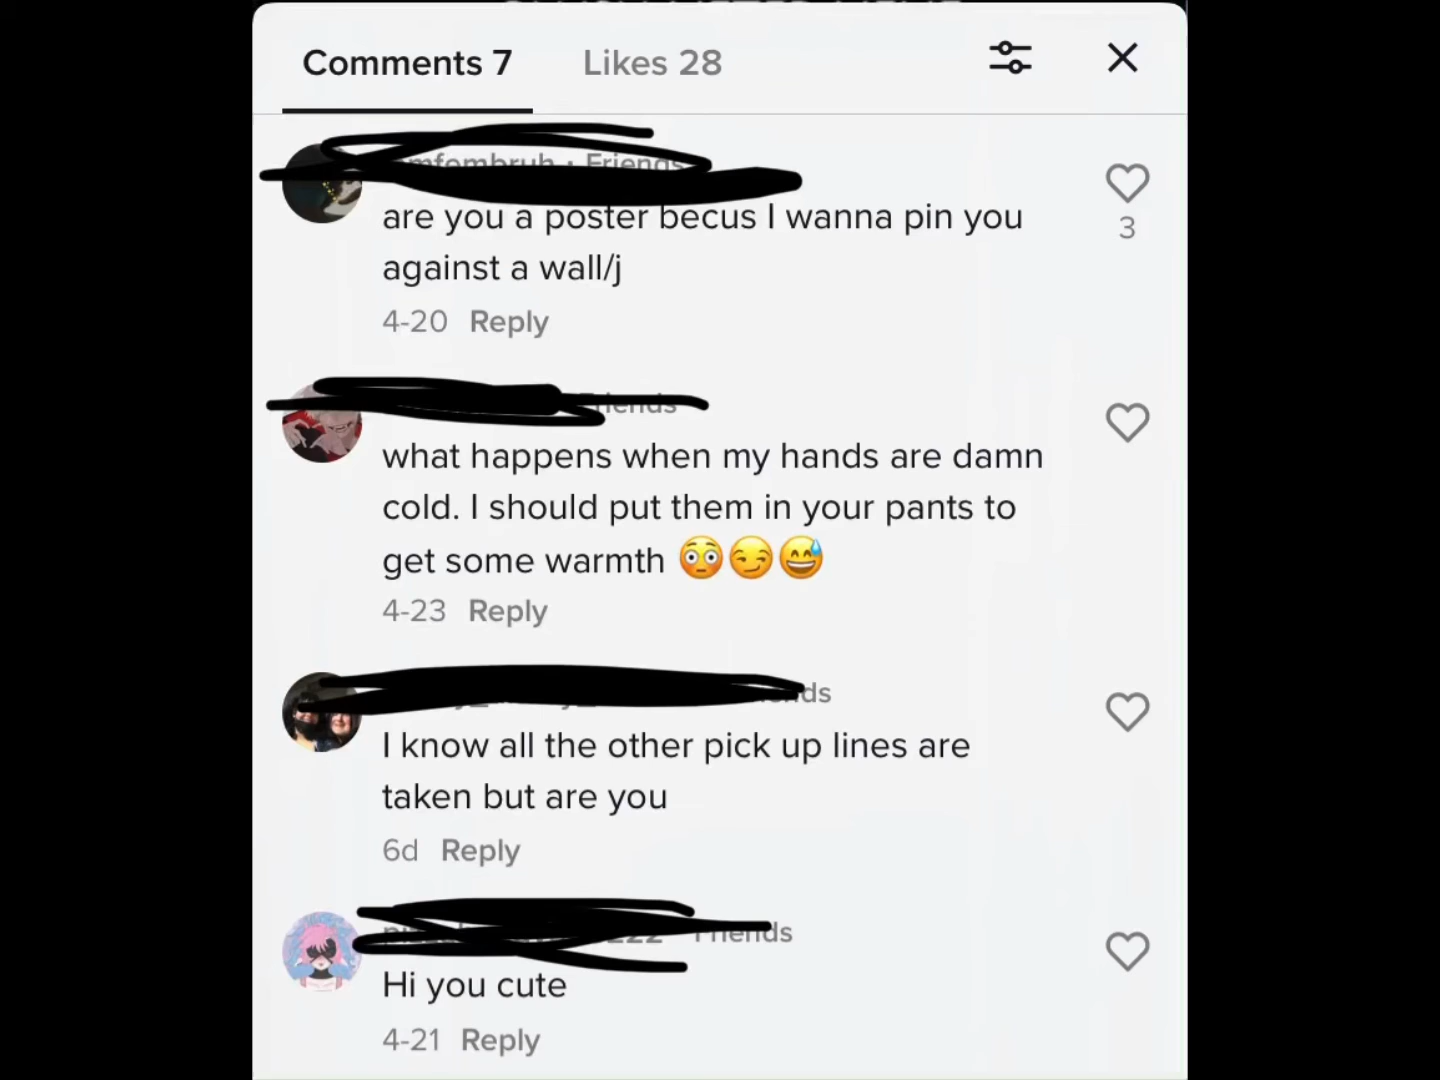 Comments 7 Likes 28
Friends
are you a poster becus I wanna pin you
against a wall/j
3
4-20 Reply
Friends
what happens when my hands are damn
cold. I should put them in your pants to
get some warmth 😳😏😅
4-23 Reply
I know all the other pick up lines are
taken but are you
6d Reply
Friends
Hi you cute
4-21 Reply